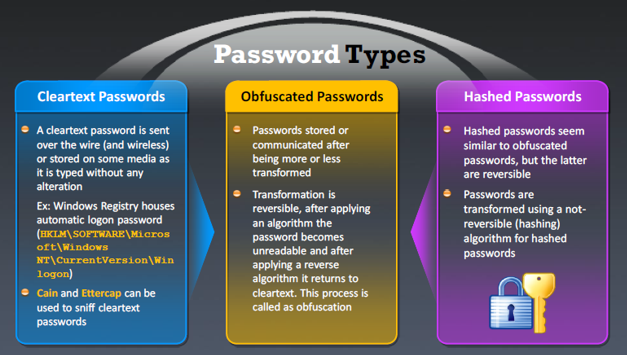 Password Types
Cleartext Passwords
A cleartext password is sent
over the wire (and wireless)
or stored on some media as
it is typed without any
alteration
Ex: Windows Registry houses
automatic logon password
(HKLM\SOFTWARE\Micros
oft\Windows
NT\CurrentVersion\Win
logon)
Cain and Ettercap can be
used to sniff cleartext
passwords
Obfuscated Passwords
Passwords stored or
communicated after
being more or less
transformed
Transformation is
reversible, after applying
an algorithm the
password becomes
unreadable and after
applying a reverse
algorithm it returns to
cleartext. This process is
called as obfuscation
Hashed Passwords
Hashed passwords seem
similar to obfuscated
passwords, but the latter
are reversible
Passwords are
transformed using a not-
reversible (hashing)
algorithm for hashed
passwords